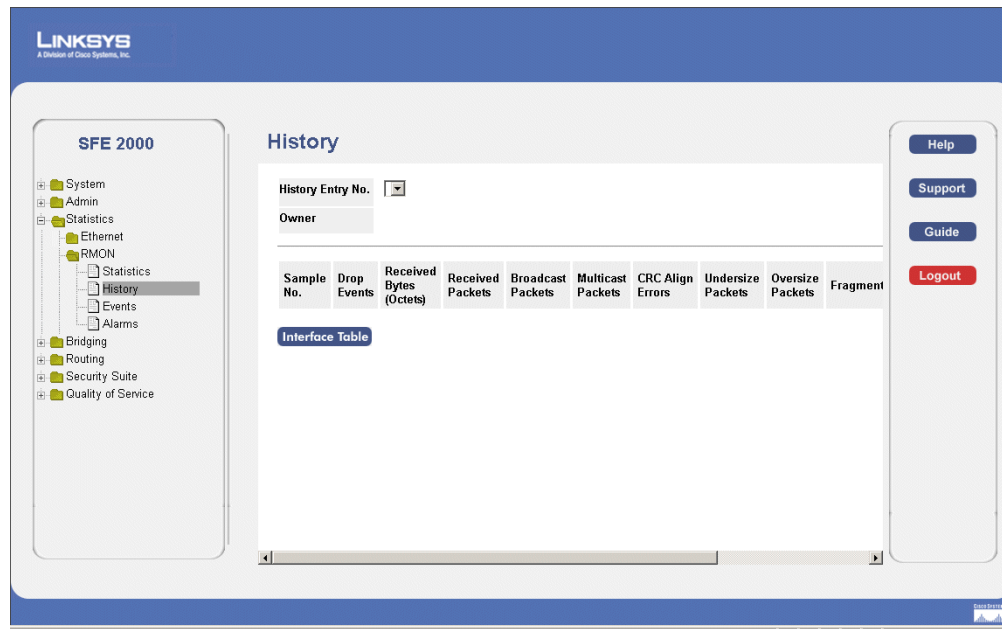 LINKSYS
A Division of Cisco Systems, Inc.
SFE 2000
System
Admin
Statistics
Ethernet
RMON
Statistics
History
Events
Alarms
Bridging
Routing
Security Suite
Quality of Service
History
History Entry No.
Owner
Sample No.
Drop Events
Received Bytes (Octets)
Received Packets
Broadcast Packets
Multicast Packets
CRC Align Errors
Undersize Packets
Oversize Packets
Fragment
Interface Table
Help
Support
Guide
Logout